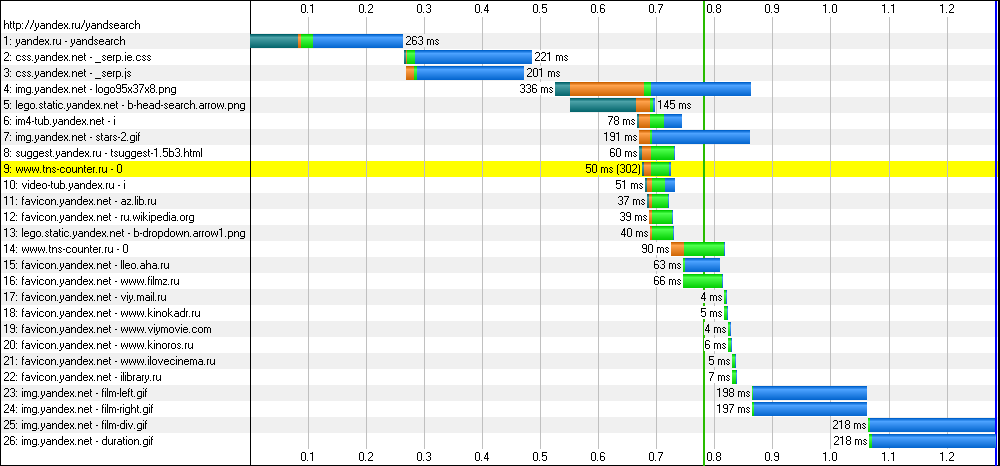 0.1 0.2 0.3 0.4 0.5 0.6 0.7 0.8 0.9 1.0 1.1 1.2
http://yandex.ru/yandsearch
1: yandex.ru - yandsearch 263 ms
2: css.yandex.net - _serp.ie.css 221 ms
3: css.yandex.net - _serp.js 201 ms
4: img.yandex.net - logo95x37x8.png 336 ms
5: lego.static.yandex.net - b-head-search.arrow.png 145 ms
6: im4-tub.yandex.net - i 78 ms
7: img.yandex.net - stars-2.gif 191 ms
8: suggest.yandex.ru - tsuggest-1.5b3.html 60 ms
9: www.tns-counter.ru - 0 50 ms (302)
10: video-tub.yandex.ru - i 51 ms
11: favicon.yandex.net - az.lib.ru 37 ms
12: favicon.yandex.net - ru.wikipedia.org 39 ms
13: lego.static.yandex.net - b-dropdown.arrow1.png 40 ms
14: www.tns-counter.ru - 0 90 ms
15: favicon.yandex.net - lleo.aha.ru 63 ms
16: favicon.yandex.net - www.filmz.ru 66 ms
17: favicon.yandex.net - viy.mail.ru 4 ms
18: favicon.yandex.net - www.kinokadr.ru 5 ms
19: favicon.yandex.net - www.viymovie.com 4 ms
20: favicon.yandex.net - www.kinoros.ru 6 ms
21: favicon.yandex.net - www.ilovecinema.ru 5 ms
22: favicon.yandex.net - ilibrary.ru 7 ms
23: img.yandex.net - film-left.gif 198 ms
24: img.yandex.net - film-right.gif 197 ms
25: img.yandex.net - film-div.gif 218 ms
26: img.yandex.net - duration.gif 218 ms
0.1 0.2 0.3 0.4 0.5 0.6 0.7 0.8 0.9 1.0 1.1 1.2